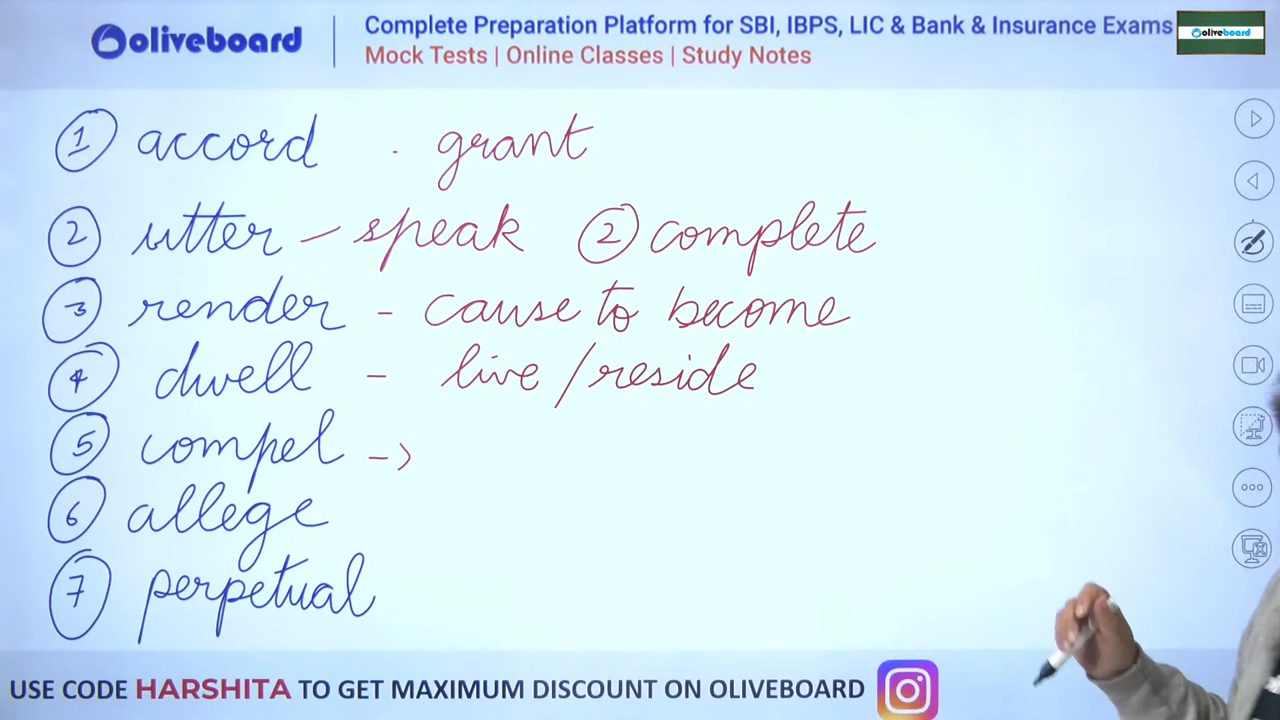 oliveboard
Complete Preparation Platform for SBI, IBPS, LIC & Bank & Insurance Exams
Mock Tests | Online Classes | Study Notes
oliveboard
1 accord - grant
2 utter - speak 2 complete
3 render - cause to become
4 dwell - live / reside
5 compel ->
6 allege
7 perpetual
USE CODE HARSHITA TO GET MAXIMUM DISCOUNT ON OLIVEBOARD